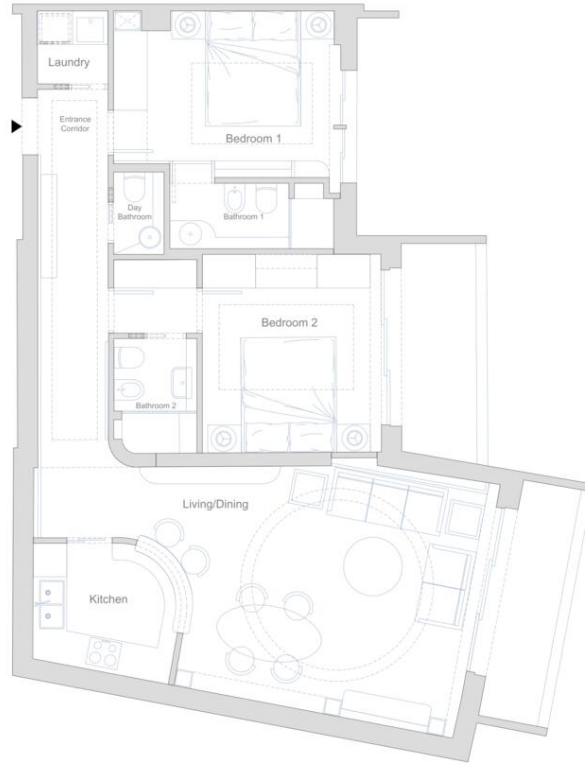 Laundry
Entrance
Corridor
Bedroom 1
Day
Bathroom
Bathroom 1
Bedroom 2
Bathroom 2
Living/Dining
Kitchen